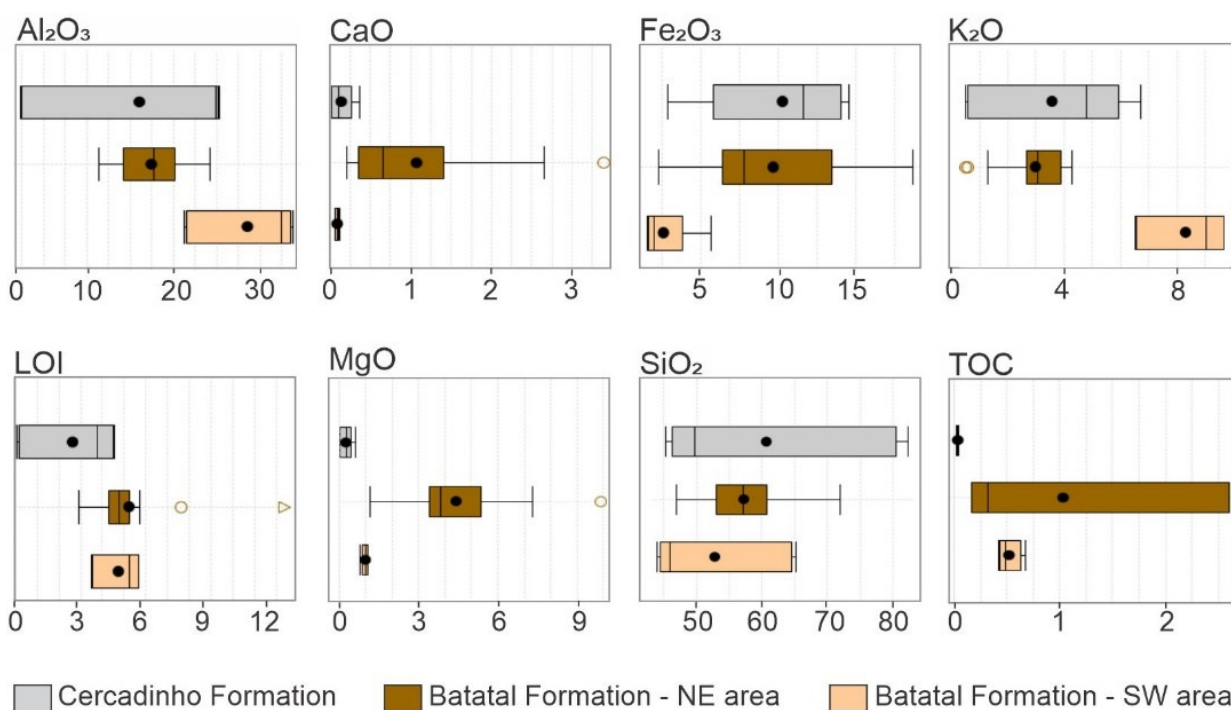 Al₂O₃ CaO Fe₂O₃ K₂O
0 10 20 30 0 1 2 3 5 10 15 0 4 8
LOI MgO SiO₂ TOC
0 3 6 9 12 0 3 6 9 50 60 70 80 0 1 2
Cercadinho Formation Batatal Formation - NE area Batatal Formation - SW area